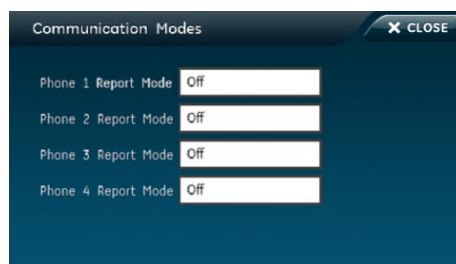 Communication Modes
X CLOSE
Phone 1 Report Mode Off
Phone 2 Report Mode Off
Phone 3 Report Mode Off
Phone 4 Report Mode Off